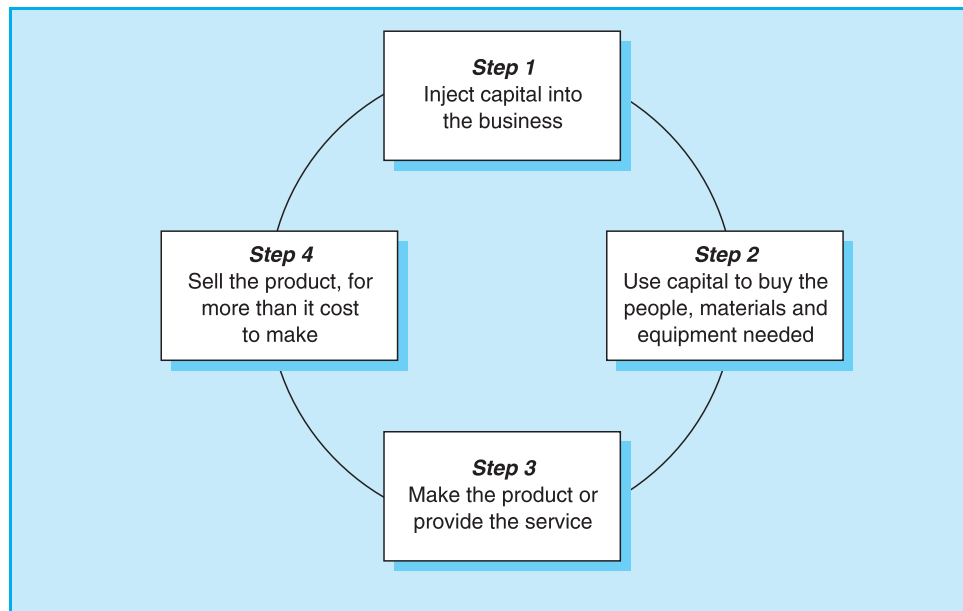 Step 1
Inject capital into
the business
Step 2
Use capital to buy the
people, materials and
equipment needed
Step 3
Make the product or
provide the service
Step 4
Sell the product, for
more than it cost
to make